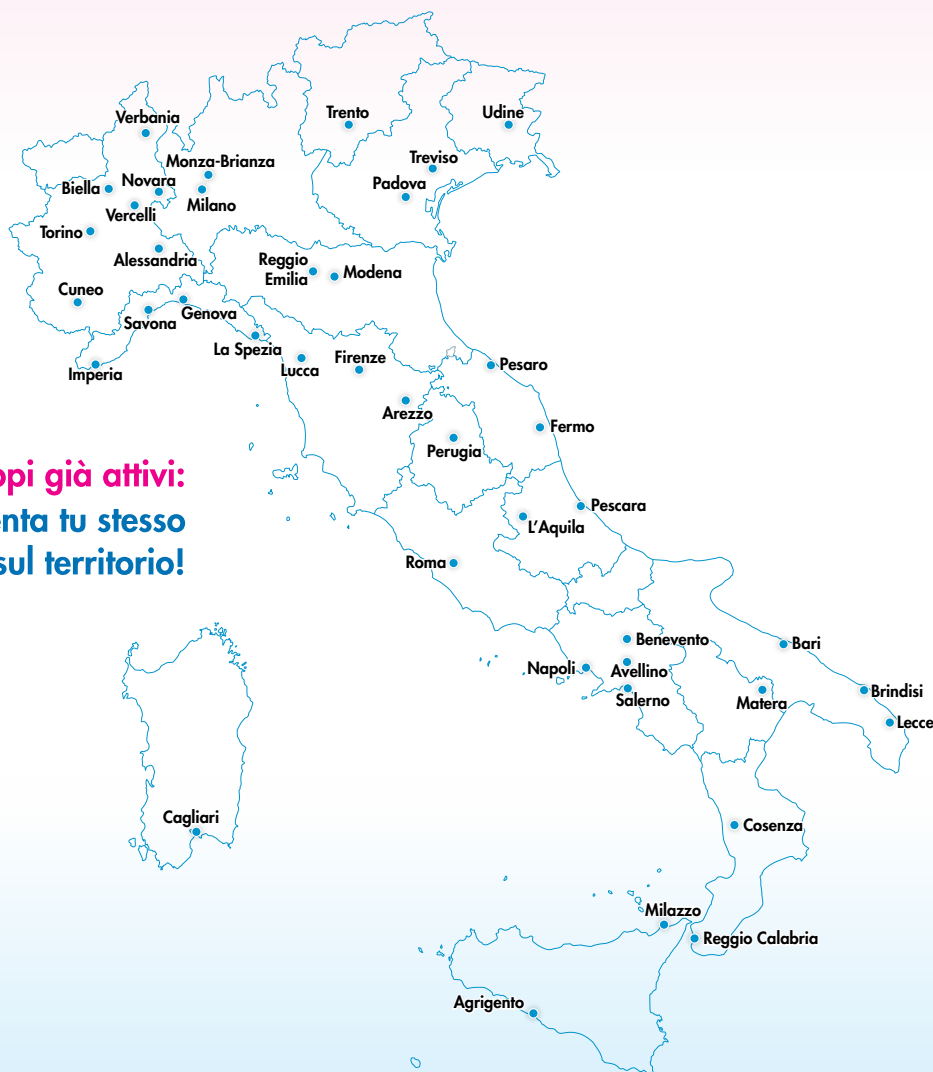 Verbania
Trento
Udine
Treviso
Monza-Brianza
Padova
Biella
Novara
Milano
Vercelli
Torino
Alessandria
Reggio
Emilia
Modena
Cuneo
Genova
Savona
La Spezia
Firenze
Lucca
Pesaro
Imperia
Arezzo
Fermo
Perugia
già attivi:
Pescara
tu stesso
L'Aquila
sul territorio!
Roma
Benevento
Bari
Napoli
Avellino
Salerno
Matera
Brindisi
Lecce
Cagliari
Cosenza
Milazzo
Reggio Calabria
Agrigento